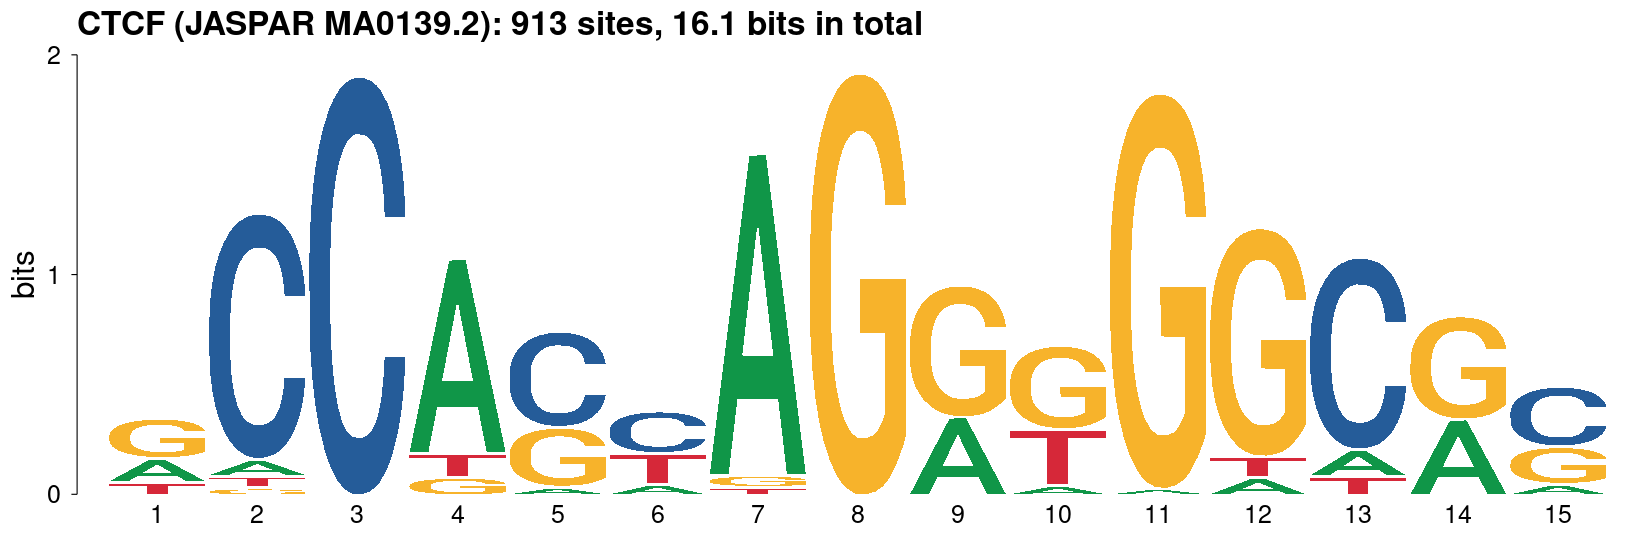 CTCF (JASPAR MA0139.2): 913 sites, 16.1 bits in total
2
1
0
bits
G C C A C C A G G G G G C G C
A A T G T G A T T A A G
T T G A A T A A T A
G
1 2 3 4 5 6 7 8 9 10 11 12 13 14 15